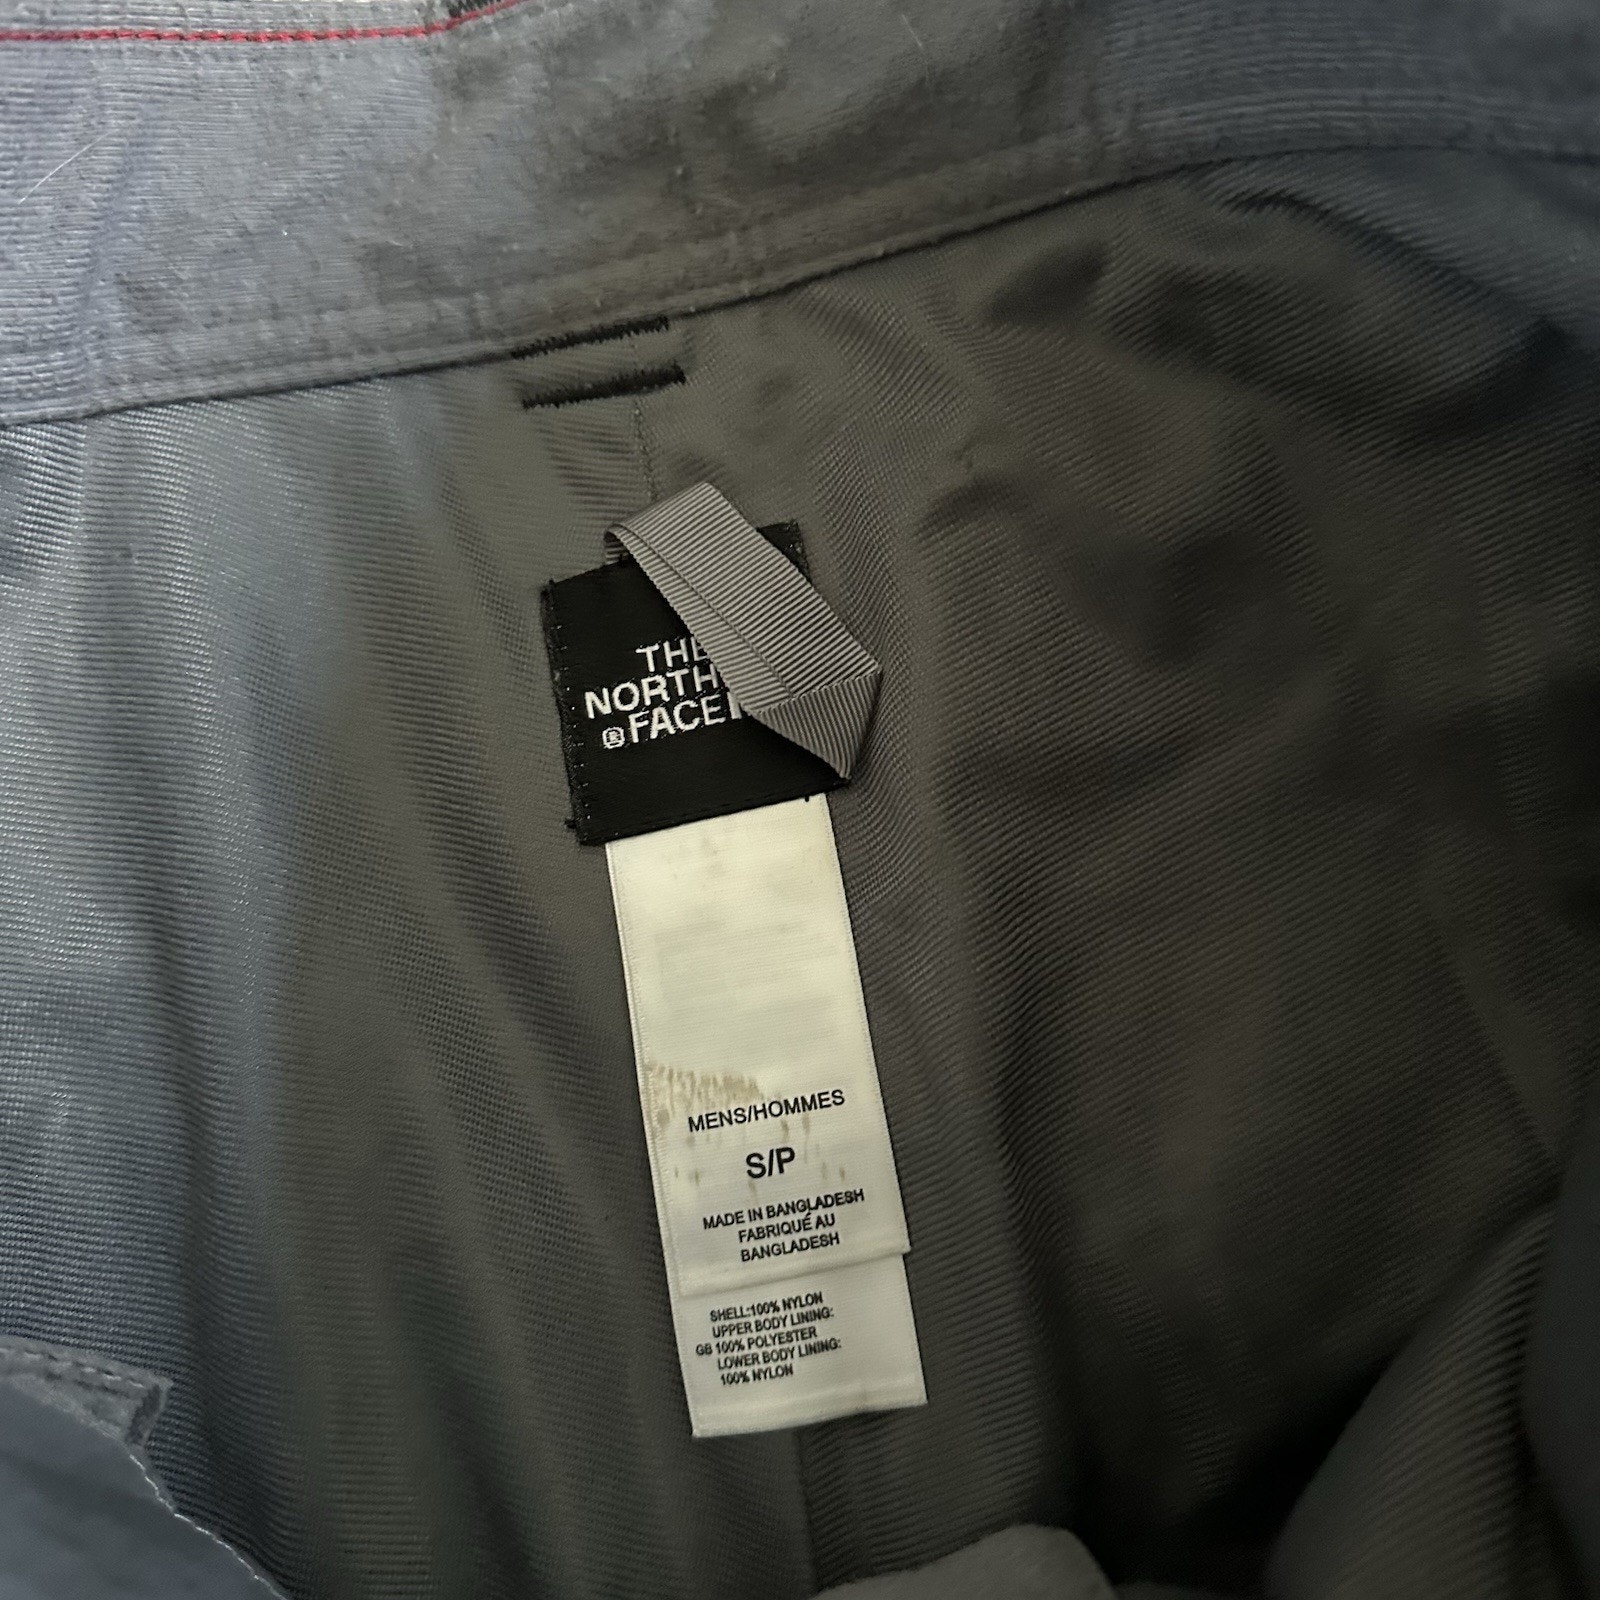 THE
NORTH
® FACE
MENS/HOMMES
S/P
MADE IN BANGLADESH
FABRIQUÉ AU
BANGLADESH
SHELL:100% NYLON
UPPER BODY LINING:
GB 100% POLYESTER
LOWER BODY LINING:
100% NYLON